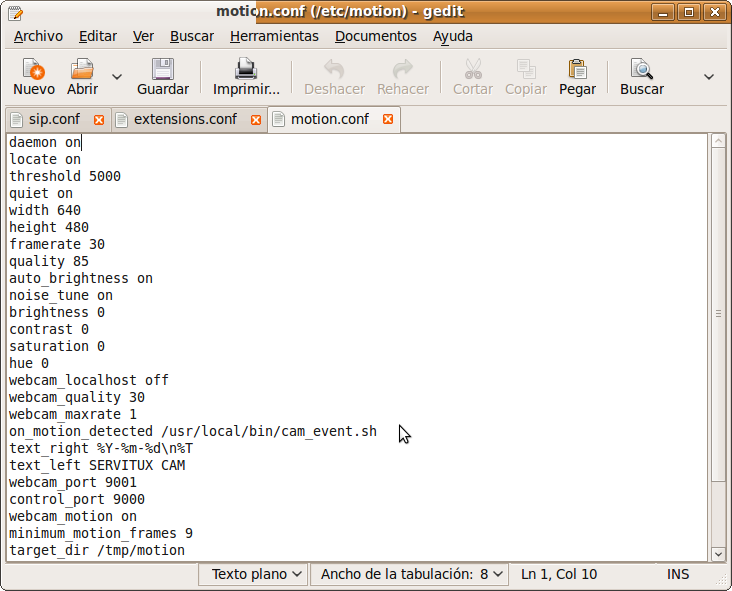 motion.conf (/etc/motion) - gedit
Archivo Editar Ver Buscar Herramientas Documentos Ayuda
Nuevo Abrir Guardar Imprimir... Deshacer Rehacer Cortar Copiar Pegar Buscar
sip.conf extensions.conf motion.conf
daemon on
locate on
threshold 5000
quiet on
width 640
height 480
framerate 30
quality 85
auto_brightness on
noise_tune on
brightness 0
contrast 0
saturation 0
hue 0
webcam_localhost off
webcam_quality 30
webcam_maxrate 1
on_motion_detected /usr/local/bin/cam_event.sh
text_right %Y-%m-%d\n%T
text_left SERVITUX CAM
webcam_port 9001
control_port 9000
webcam_motion on
minimum_motion_frames 9
target_dir /tmp/motion
Texto plano Ancho de la tabulación: 8 Ln 1, Col 10 INS